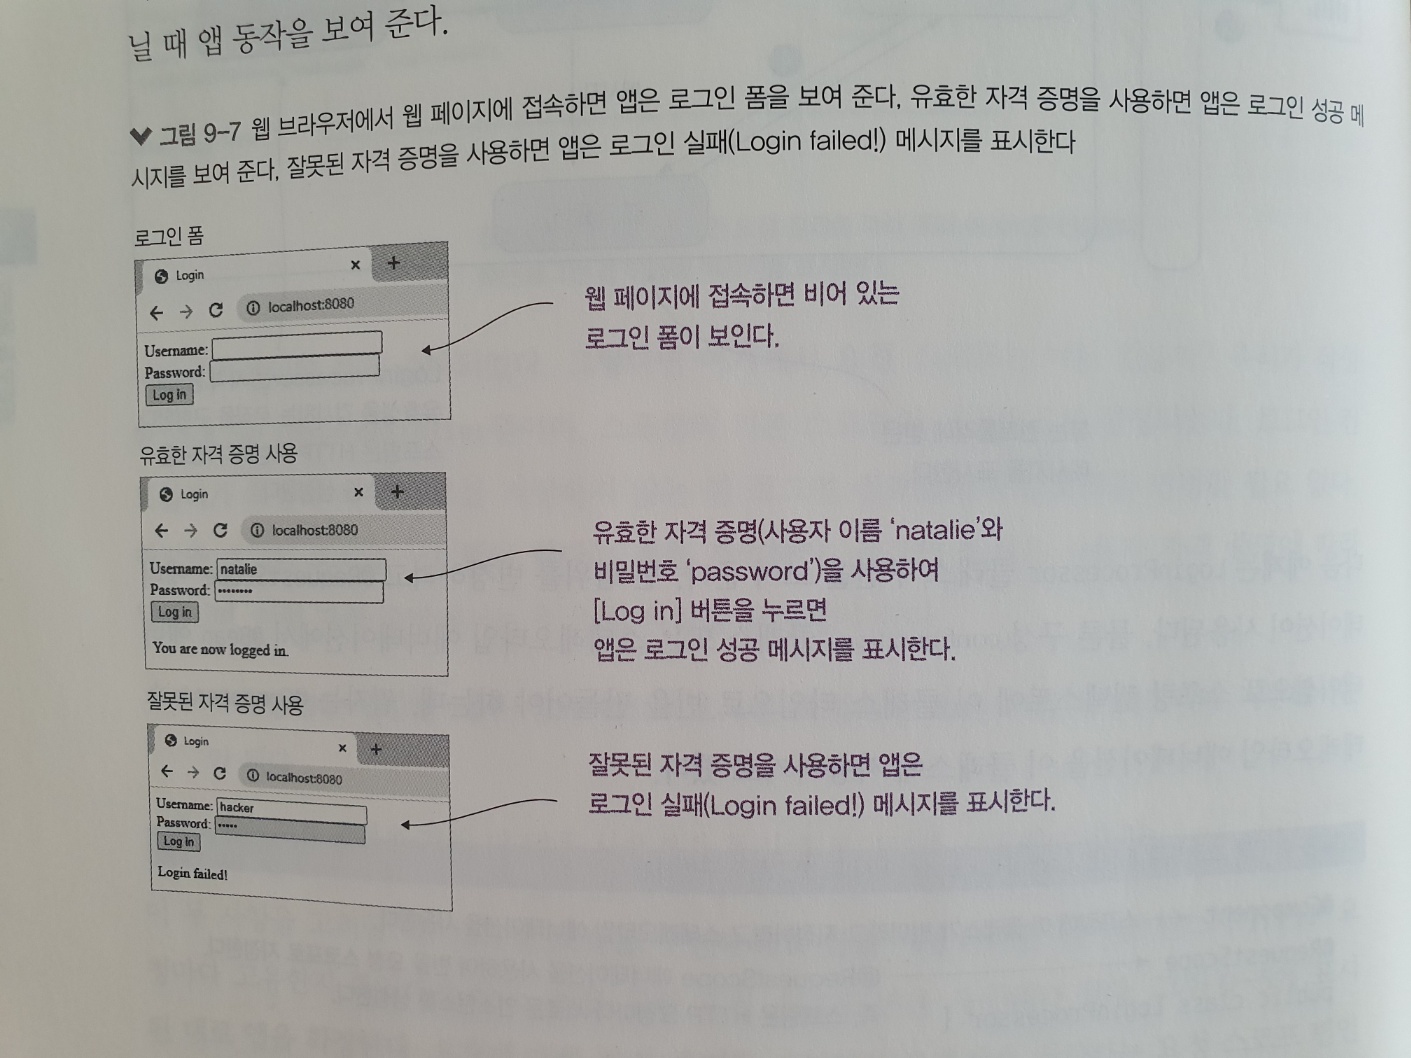 닐 때 앱 동작을 보여 준다.
그림 9-7 웹 브라우저에서 웹 페이지에 접속하면 앱은 로그인 폼을 보여 준다, 유효한 자격 증명을 사용하면 앱은 로그인 성공 메
시지를 보여 준다, 잘못된 자격 증명을 사용하면 앱은 로그인 실패(Login failed!) 메시지를 표시한다
로그인 폼
Login
localhost:8080
Username:
Password:
Log in
웹 페이지에 접속하면 비어 있는
로그인 폼이 보인다.
유효한 자격 증명 사용
Login
localhost:8080
Username: natalie
Password: ••••••••
Log in
You are now logged in.
유효한 자격 증명(사용자 이름 ‘natalie’와
비밀번호 ‘password’)을 사용하여
[Log in] 버튼을 누르면
앱은 로그인 성공 메시지를 표시한다.
잘못된 자격 증명 사용
Login
localhost:8080
Username: hacker
Password: •••••
Log in
Login failed!
잘못된 자격 증명을 사용하면 앱은
로그인 실패(Login failed!) 메시지를 표시한다.